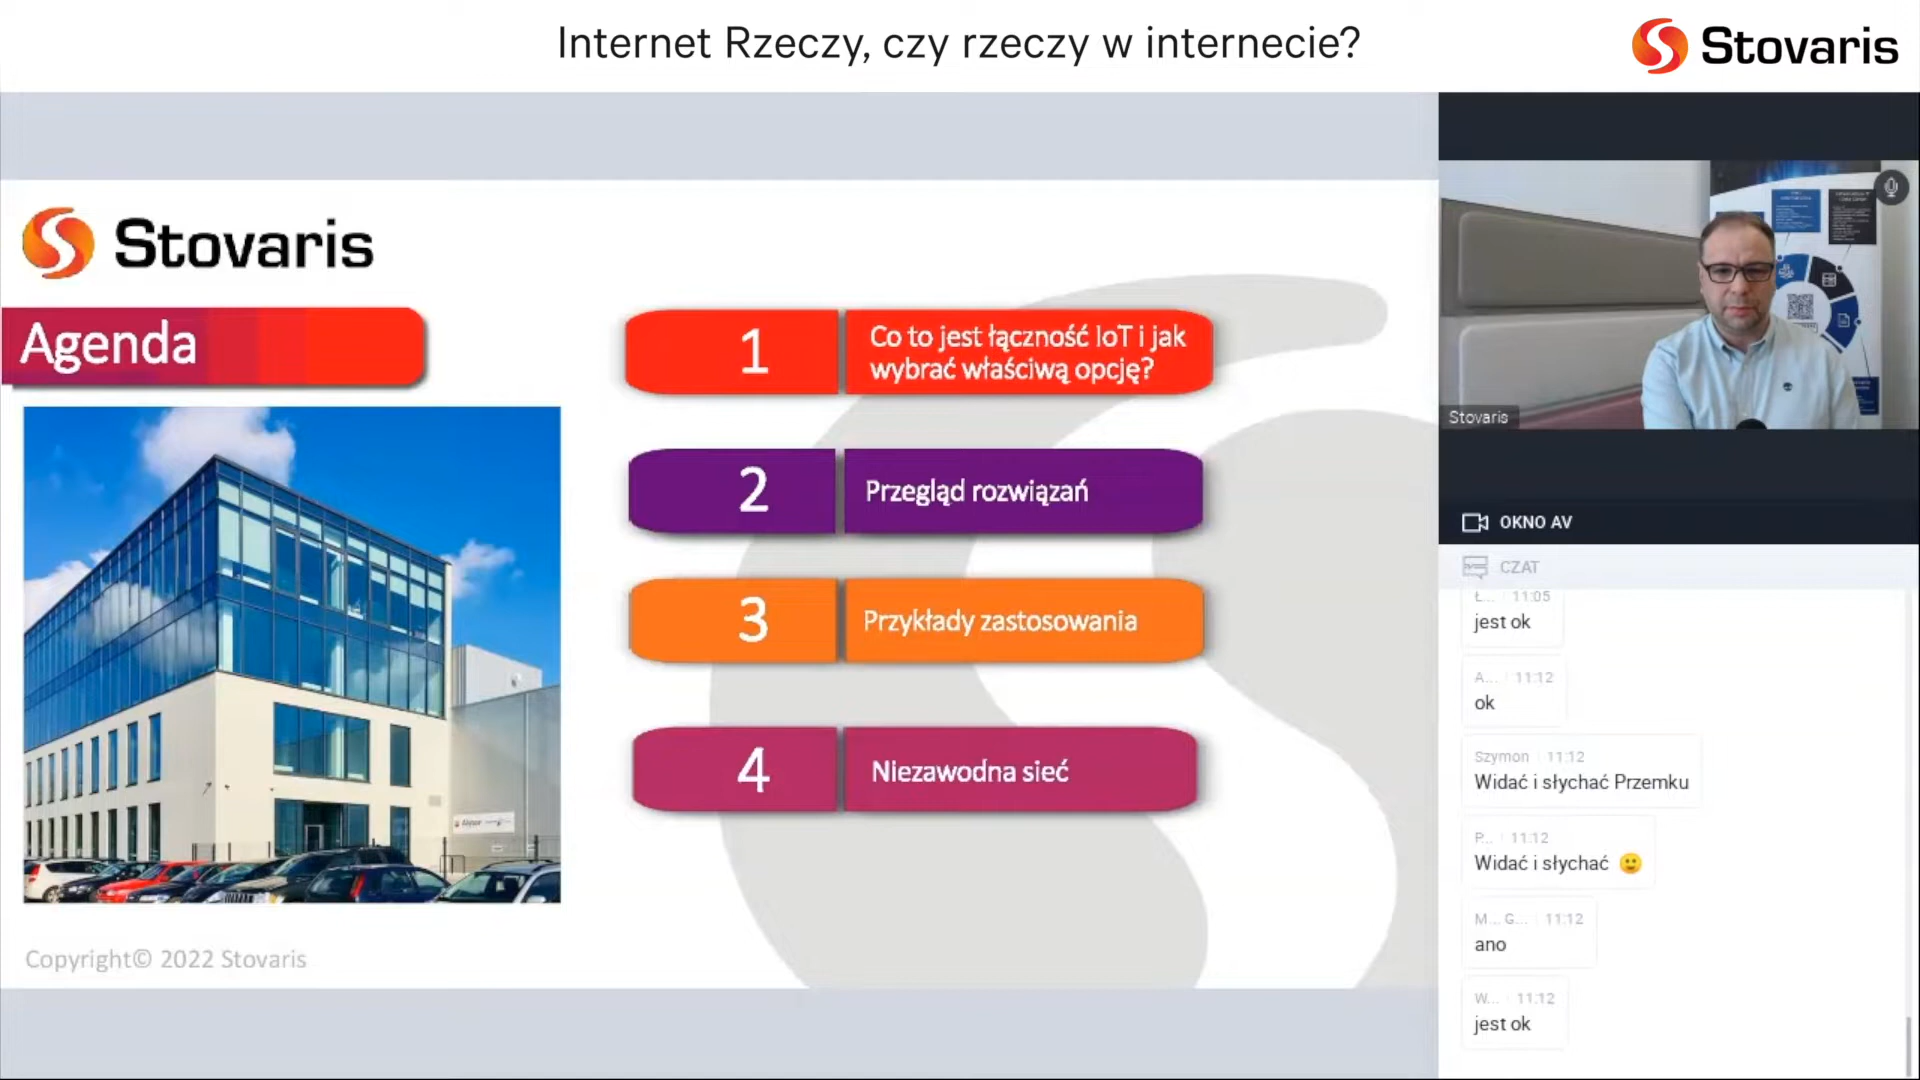 Internet Rzeczy, czy rzeczy w internecie?
Stovaris
Stovaris
Agenda
1
Co to jest łączność IoT i jak
wybrać właściwą opcję?
2
Przegląd rozwiązań
3
Przykłady zastosowania
4
Niezawodna sieć
Copyright© 2022 Stovaris
Stovaris
OKNO AV
CZAT
Ł... 11:05
jest ok
A... 11:12
ok
Szymon 11:12
Widać i słychać Przemku
P... 11:12
Widać i słychać 🙂
M... G... 11:12
ano
W... 11:12
jest ok